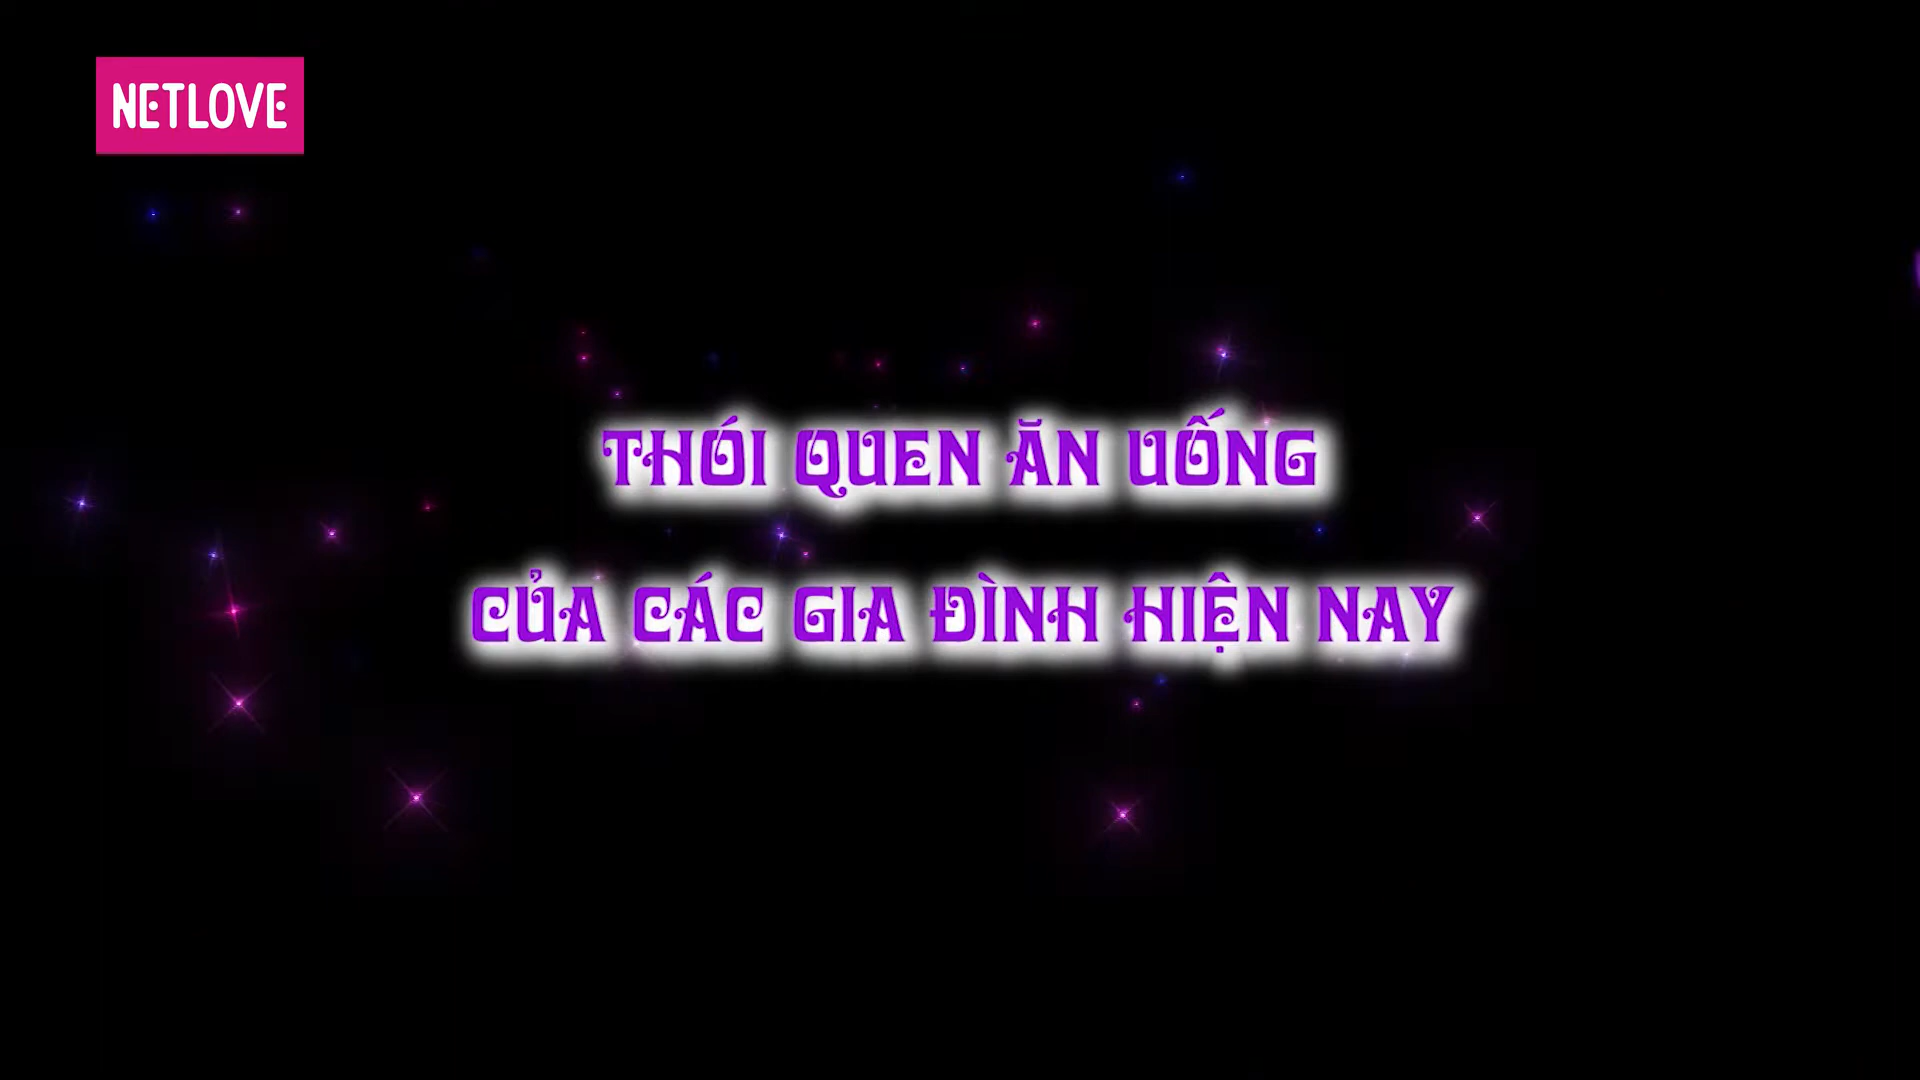 NETLOVE
THÓI QUEN ĂN UỐNG
CỦA CÁC GIA ĐÌNH HIỆN NAY